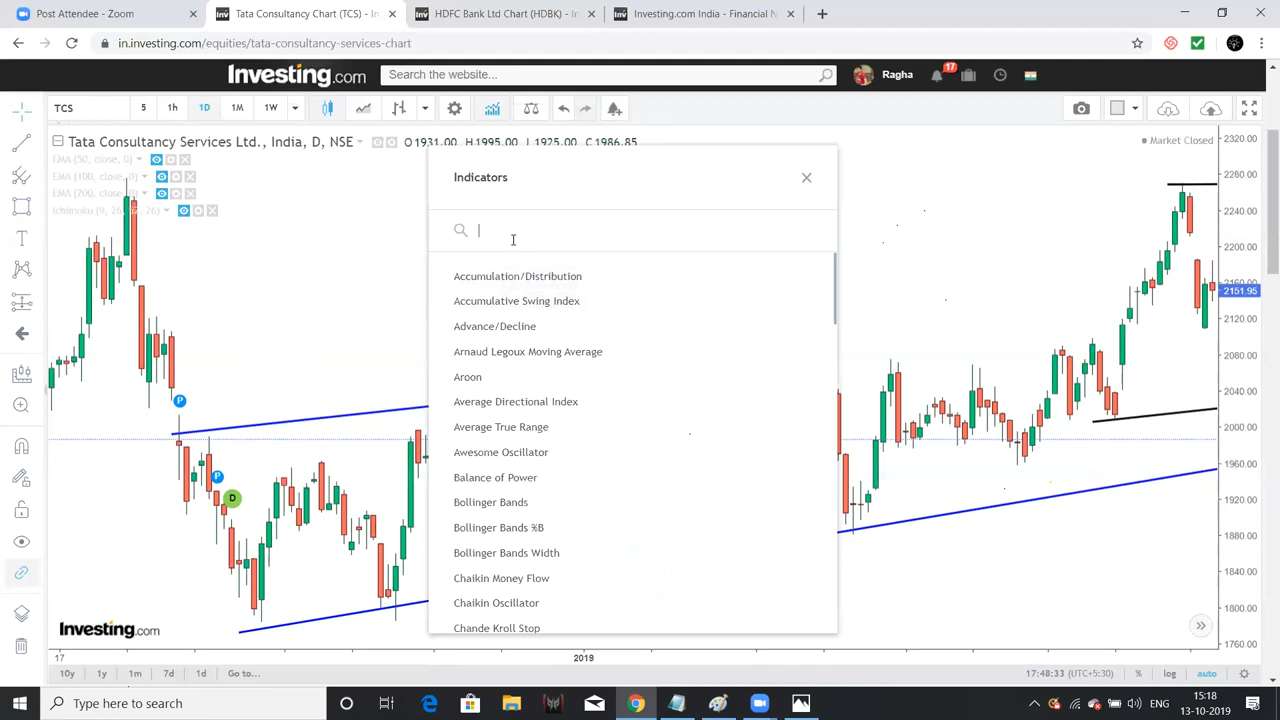 Post Attendee - Zoom
Tata Consultancy Chart (TCS) - In
HDFC Bank Ltd Chart (HDBK) - In
Investing.com India - Financial N
in.investing.com/equities/tata-consultancy-services-chart
Investing.com
Search the website...
Ragha
17
TCS
5
1h
1D
1M
1W
Tata Consultancy Services Ltd., India, D, NSE
O1931.00 H1995.00 L1925.00 C1986.85
Market Closed
EMA (50, close, 0)
EMA (100, close, 0)
EMA (200, close, 0)
Ichimoku (9, 26, 52, 26)
Indicators
Accumulation/Distribution
Accumulative Swing Index
Advance/Decline
Arnaud Legoux Moving Average
Aroon
Average Directional Index
Average True Range
Awesome Oscillator
Balance of Power
Bollinger Bands
Bollinger Bands %B
Bollinger Bands Width
Chaikin Money Flow
Chaikin Oscillator
Chande Kroll Stop
P
P
D
2320.00
2280.00
2240.00
2200.00
2160.00
2151.95
2120.00
2080.00
2040.00
2000.00
1960.00
1920.00
1880.00
1840.00
1800.00
1760.00
Investing.com
17
2019
10y
1y
1m
7d
1d
Go to...
17:48:33 (UTC+5:30)
%
log
auto
Type here to search
ENG
15:18
13-10-2019